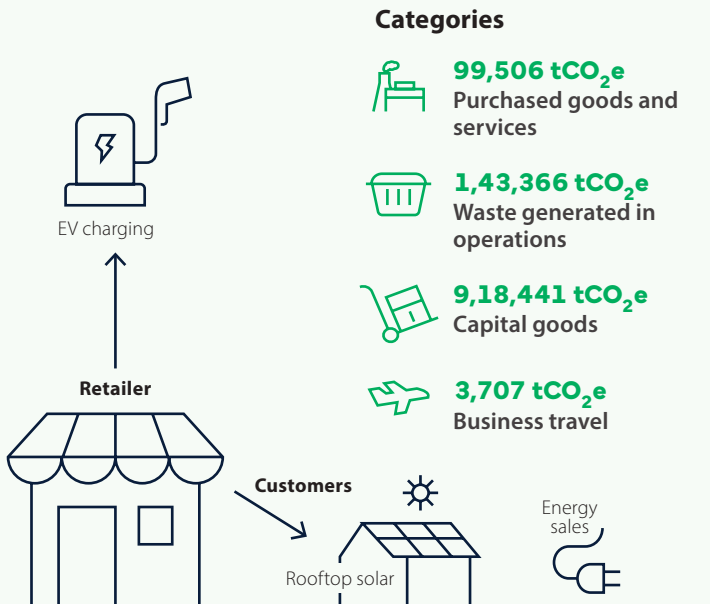 Categories
99,506 tCO2e
Purchased goods and
services
1,43,366 tCO2e
Waste generated in
operations
9,18,441 tCO2e
Capital goods
3,707 tCO2e
Business travel
EV charging
Retailer
Customers
Rooftop solar
Energy
sales